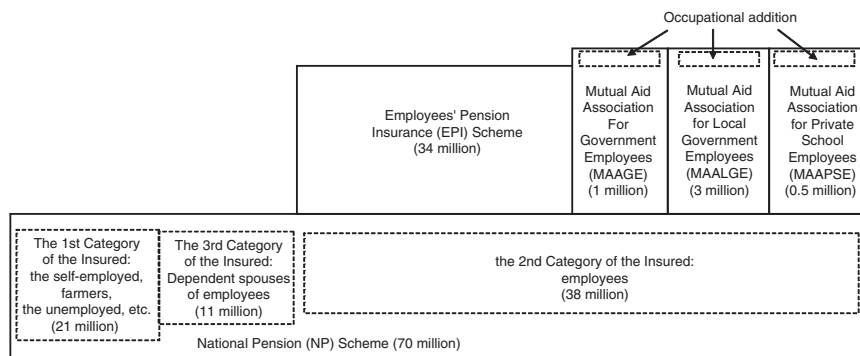 Occupational addition
Employees' Pension
Insurance (EPI) Scheme
(34 million)
Mutual Aid
Association
For
Government
Employees
(MAAGE)
(1 million)
Mutual Aid
Association
for Local
Government
Employees
(MAALGE)
(3 million)
Mutual Aid
Association
for Private
School
Employees
(MAAPSE)
(0.5 million)
The 1st Category
of the Insured:
the self-employed,
farmers,
the unemployed, etc.
(21 million)
The 3rd Category
of the Insured:
Dependent spouses
of employees
(11 million)
the 2nd Category of the Insured:
employees
(38 million)
National Pension (NP) Scheme (70 million)